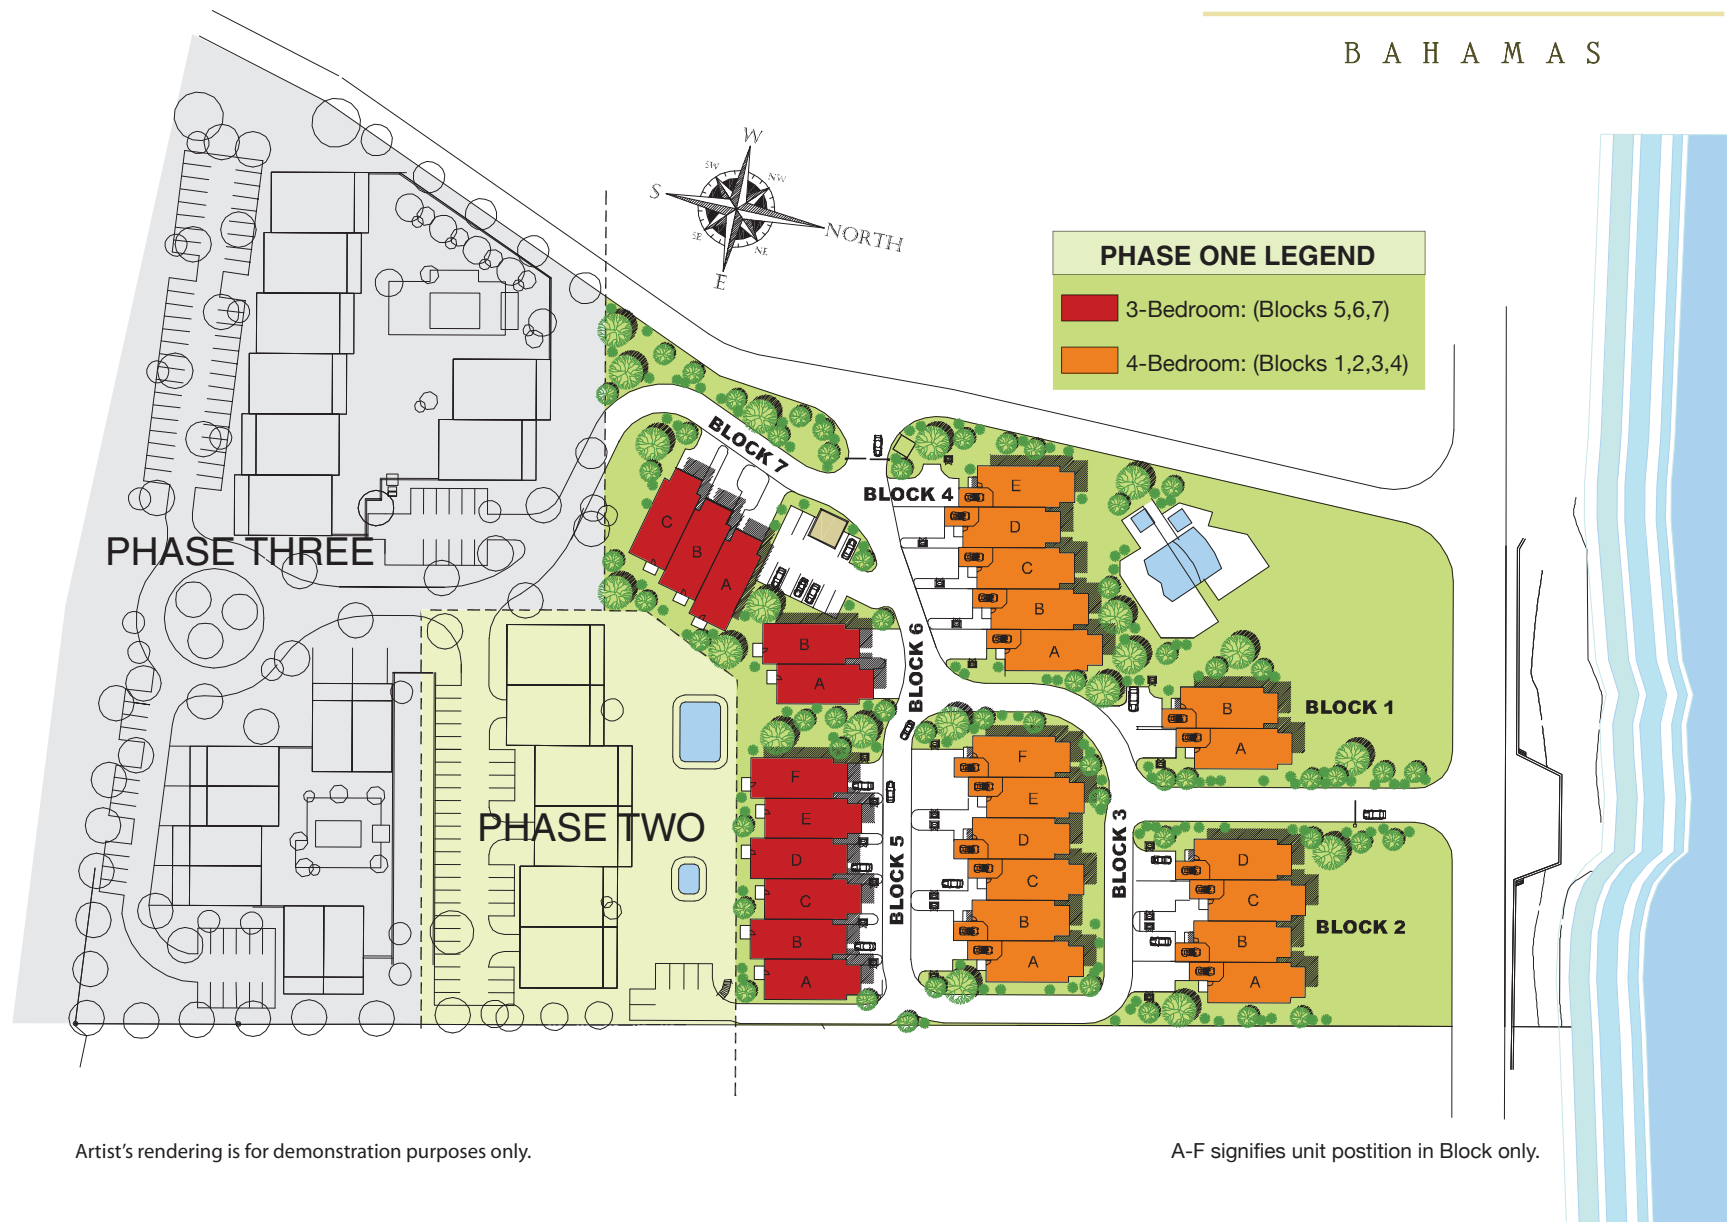 BAHAMAS
W
SW
NW
S
NORTH
SE
NE
E
PHASE ONE LEGEND
3-Bedroom: (Blocks 5,6,7)
4-Bedroom: (Blocks 1,2,3,4)
BLOCK 7
BLOCK 4
E
C
D
PHASE THREE
B
C
A
B
BLOCK 6
B
A
A
B
BLOCK 1
A
F
F
E
E
PHASE TWO
BLOCK 3
D
D
D
BLOCK 5
C
C
C
B
B
B
BLOCK 2
A
A
A
Artist’s rendering is for demonstration purposes only.
A-F signifies unit postition in Block only.